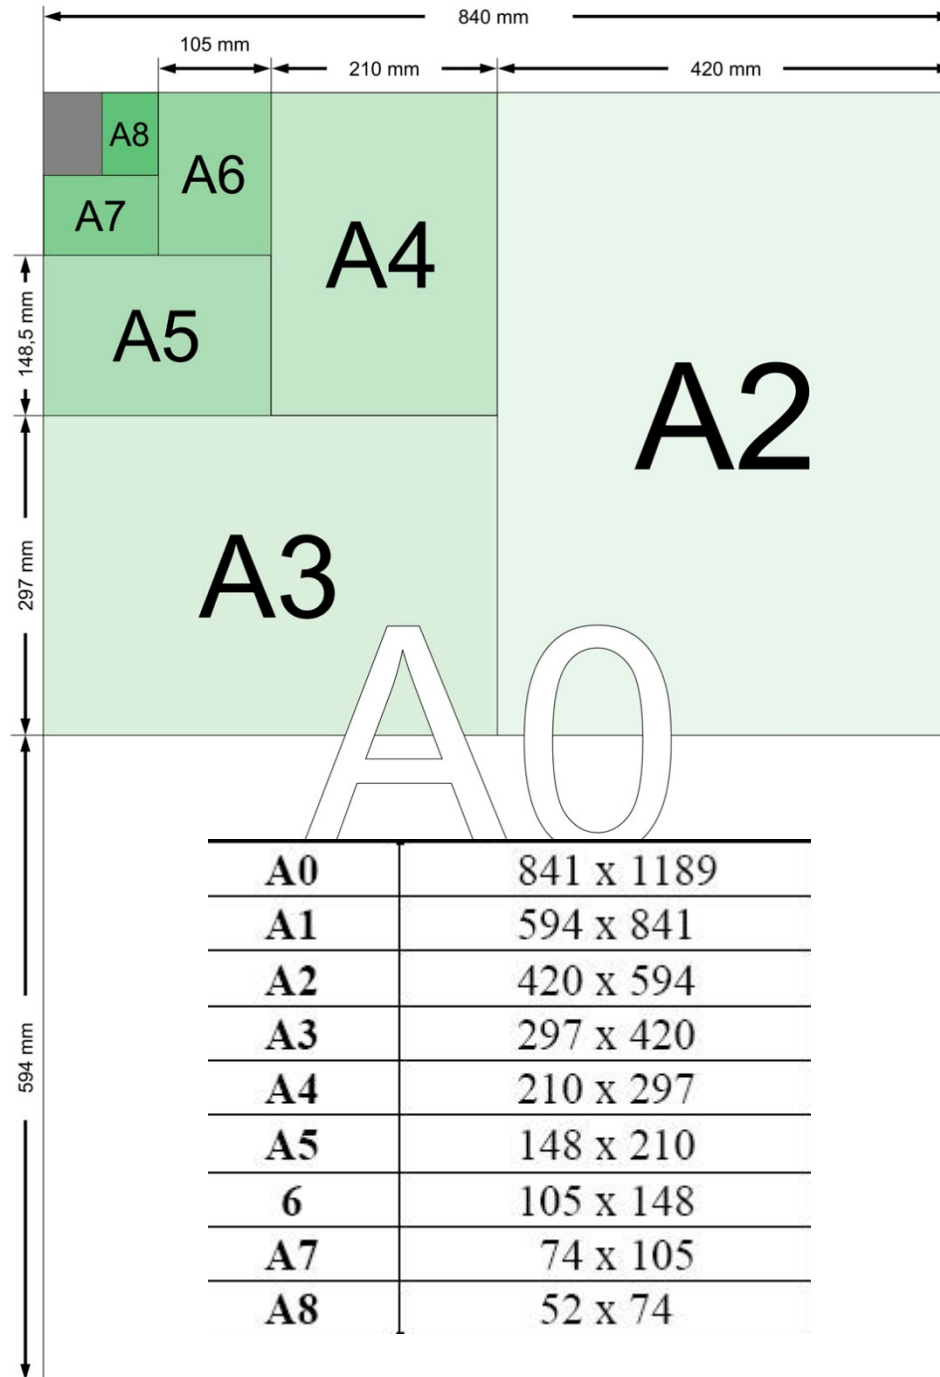 840 mm
105 mm
210 mm
420 mm
A8
A6
A7
A4
148,5 mm
A5
A2
297 mm
A3
A0
594 mm
A0 841 x 1189
A1 594 x 841
A2 420 x 594
A3 297 x 420
A4 210 x 297
A5 148 x 210
6 105 x 148
A7 74 x 105
A8 52 x 74